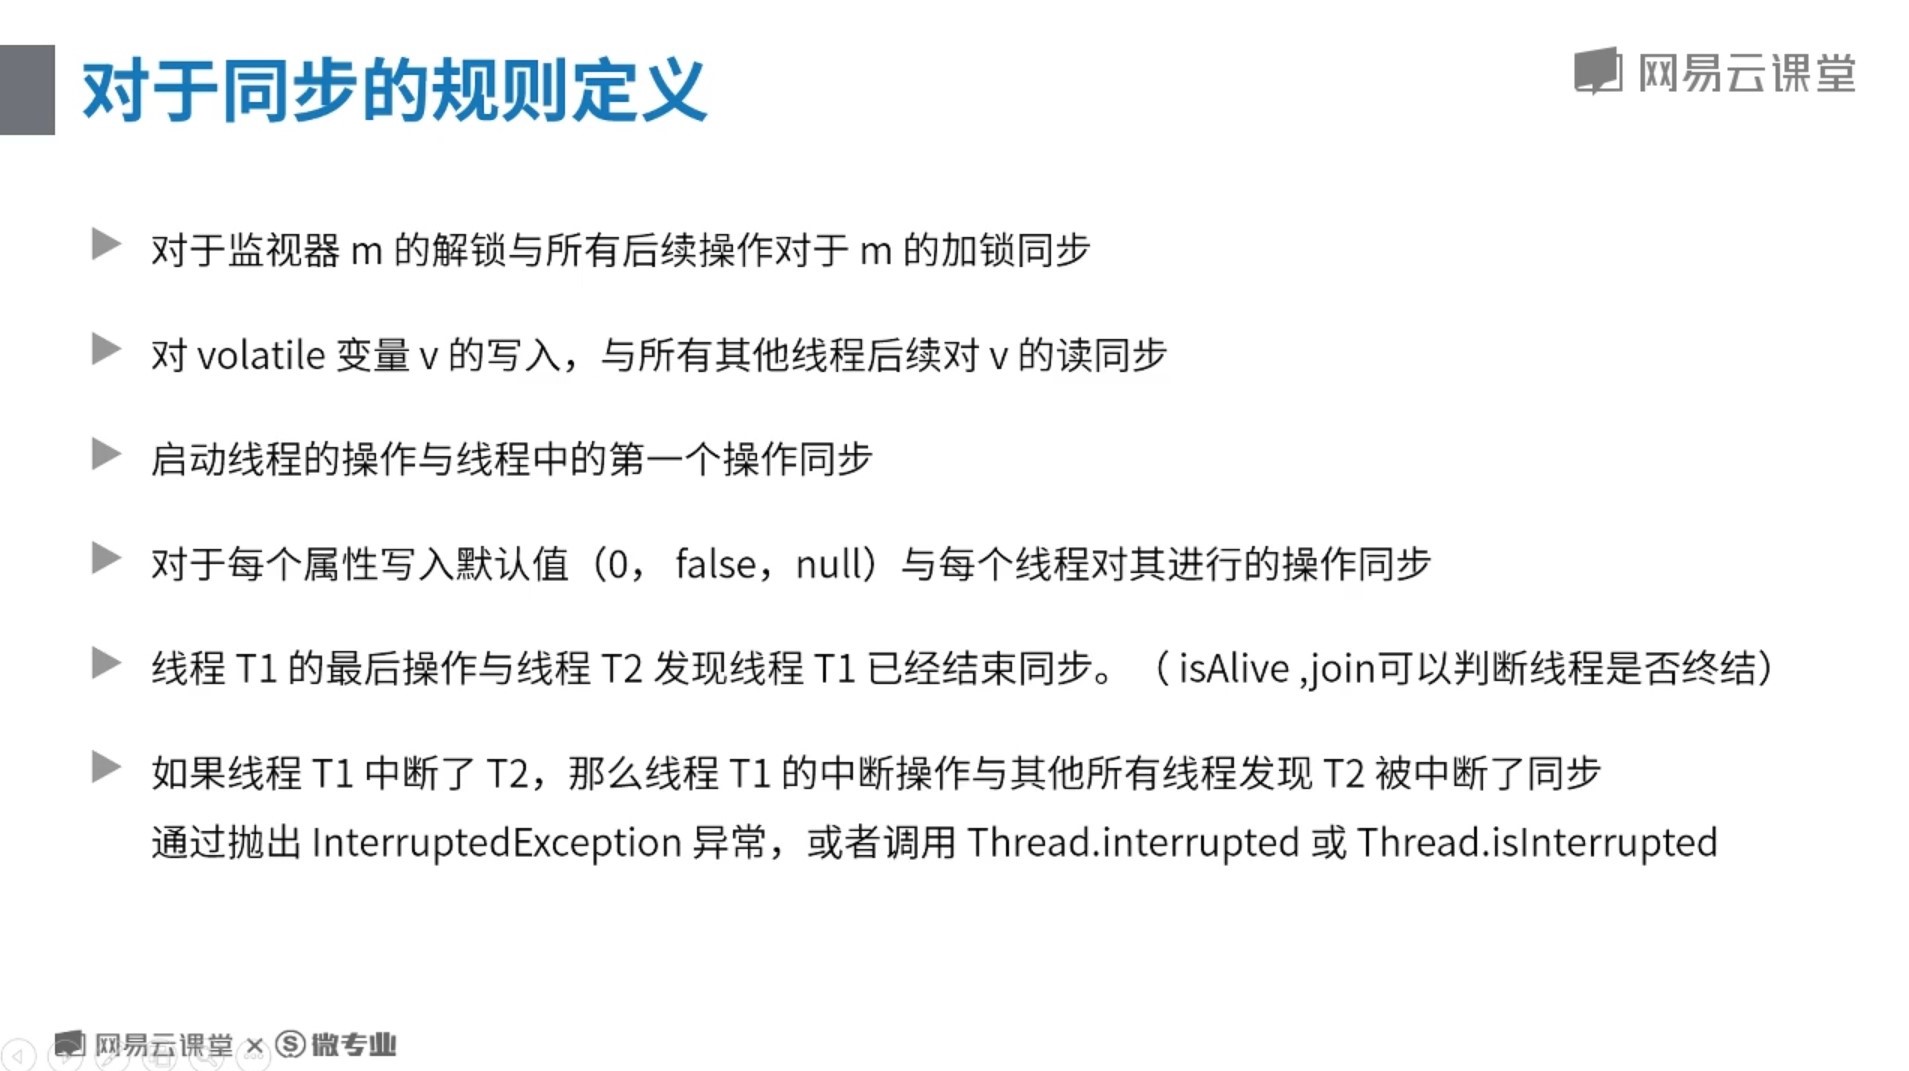 对于同步的规则定义
网易云课堂
对于监视器 m 的解锁与所有后续操作对于 m 的加锁同步
对 volatile 变量 v 的写入，与所有其他线程后续对 v 的读同步
启动线程的操作与线程中的第一个操作同步
对于每个属性写入默认值（0， false，null）与每个线程对其进行的操作同步
线程 T1 的最后操作与线程 T2 发现线程 T1 已经结束同步。（ isAlive ,join可以判断线程是否终结）
如果线程 T1 中断了 T2，那么线程 T1 的中断操作与其他所有线程发现 T2 被中断了同步
通过抛出 InterruptedException 异常，或者调用 Thread.interrupted 或 Thread.isInterrupted
网易云课堂 × 微专业